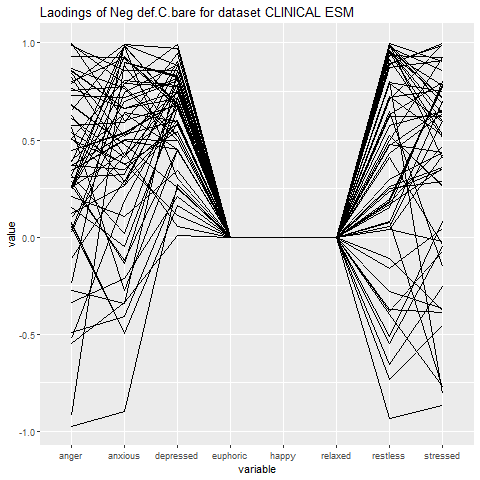 Laodings of Neg def.C.bare for dataset CLINICAL ESM
1.0
0.5
0.0
-0.5
-1.0
value
anger anxious depressed euphoric happy relaxed restless stressed
variable